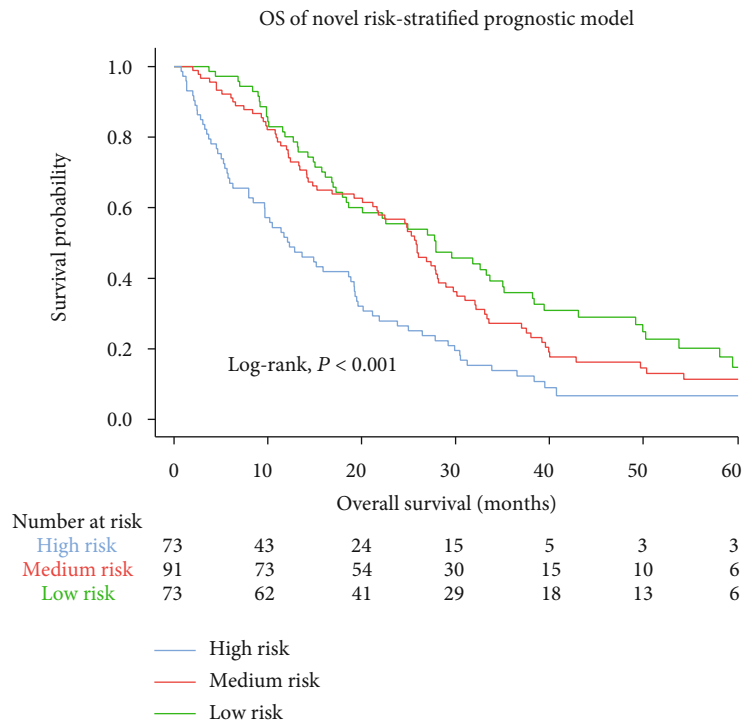 OS of novel risk-stratified prognostic model
1.0
0.8
0.6
0.4
0.2
0.0
Survival probability
Log-rank, P < 0.001
0 10 20 30 40 50 60
Overall survival (months)
Number at risk
High risk 73 43 24 15 5 3 3
Medium risk 91 73 54 30 15 10 6
Low risk 73 62 41 29 18 13 6
High risk
Medium risk
Low risk